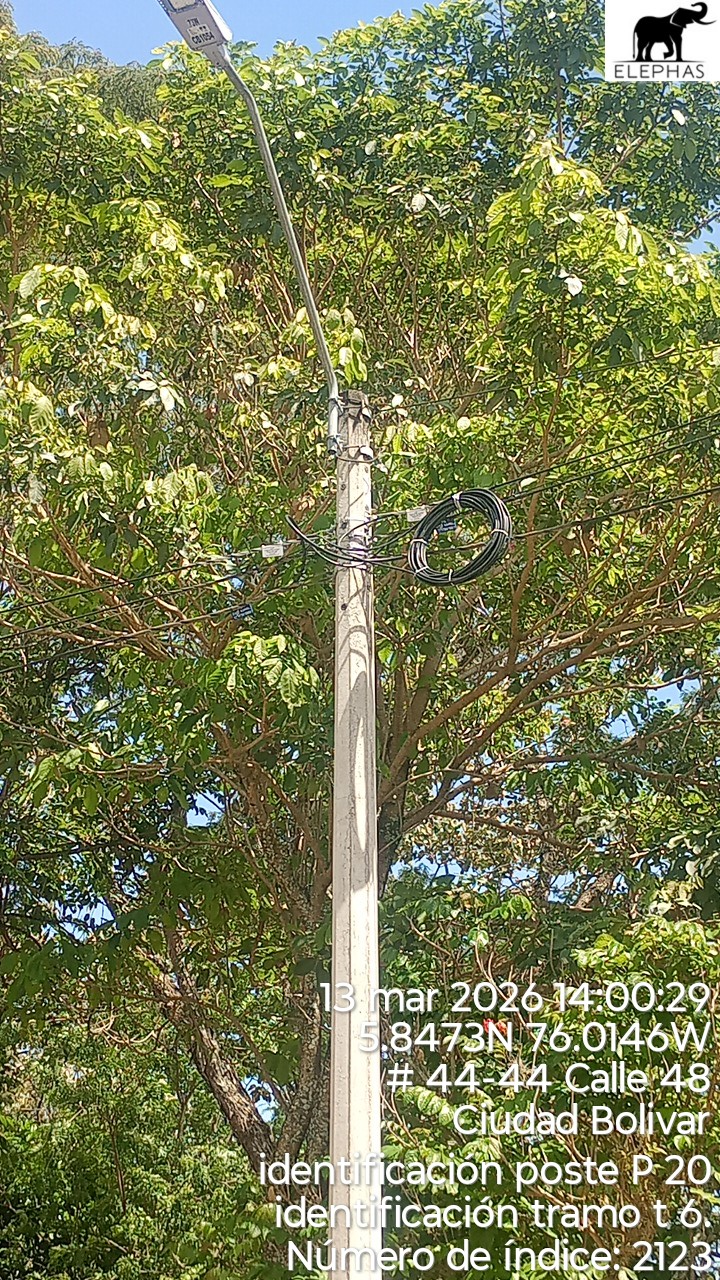 ELEPHAS
13 mar 2026 14:00:29
5.8473N 76.0146W
# 44-44 Calle 48
Ciudad Bolivar
identificación poste P 20
identificación tramo t 6.
Número de índice: 2123